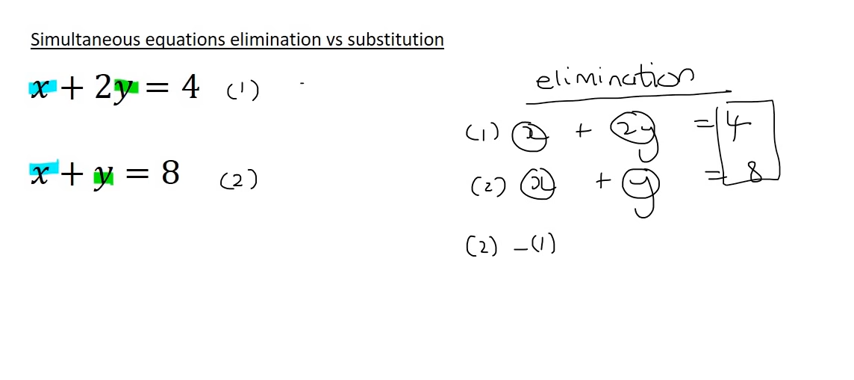 Simultaneous equations elimination vs substitution
x + 2y = 4 (1)
x + y = 8 (2)
elimination
(1) x + 2y = 4
(2) x + y = 8
(2) - (1)